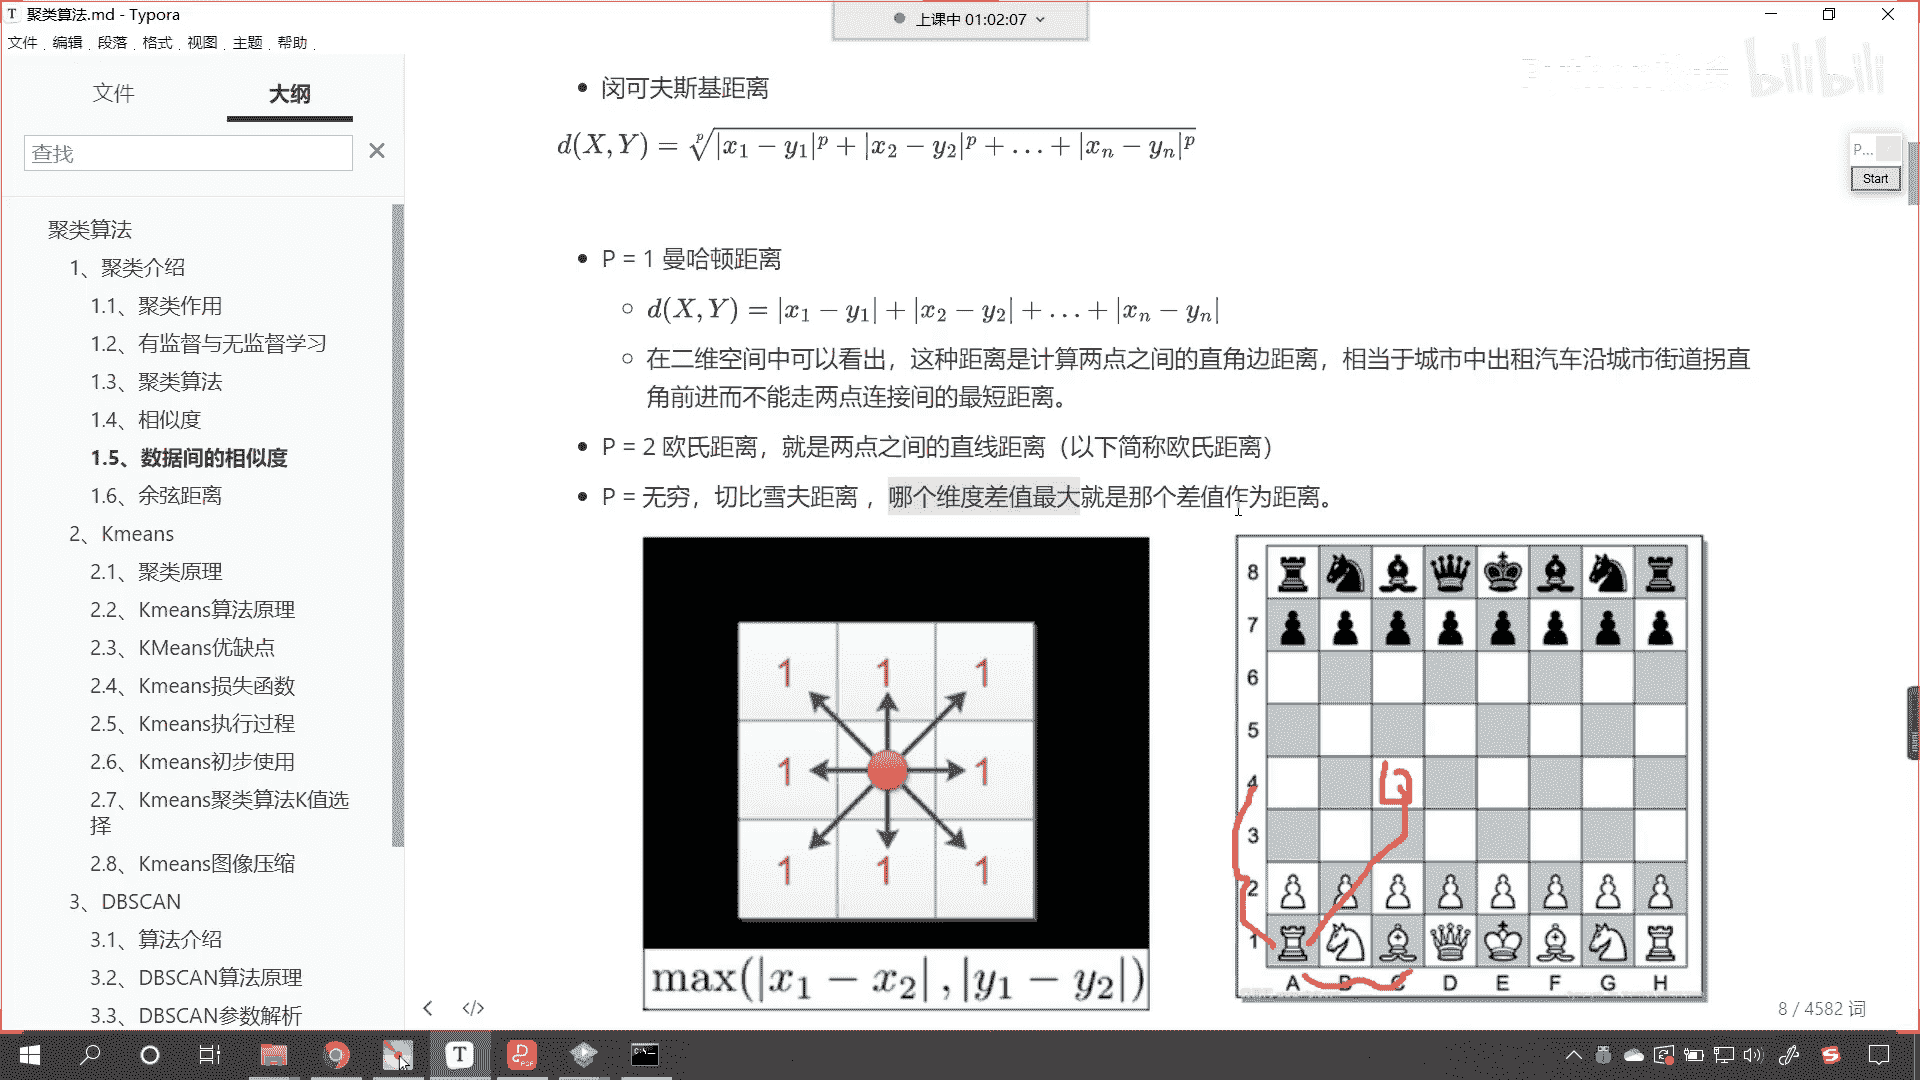 聚类算法.md - Typora
上课中 01:02:07
文件 编辑 段落 格式 视图 主题 帮助
文件 大纲
查找
聚类算法
1、聚类介绍
1.1、聚类作用
1.2、有监督与无监督学习
1.3、聚类算法
1.4、相似度
1.5、数据间的相似度
1.6、余弦距离
2、Kmeans
2.1、聚类原理
2.2、Kmeans算法原理
2.3、KMeans优缺点
2.4、Kmeans损失函数
2.5、Kmeans执行过程
2.6、Kmeans初步使用
2.7、Kmeans聚类算法K值选
择
2.8、Kmeans图像压缩
3、DBSCAN
3.1、算法介绍
3.2、DBSCAN算法原理
3.3、DBSCAN参数解析
bilibili
P...
Start
闵可夫斯基距离
d(X, Y) = \sqrt[p]{|x_1 − y_1|^p + |x_2 − y_2|^p + ... + |x_n − y_n|^p}
P = 1 曼哈顿距离
d(X, Y) = |x_1 − y_1| + |x_2 − y_2| + ... + |x_n − y_n|
在二维空间中可以看出，这种距离是计算两点之间的直角边距离，相当于城市中出租汽车沿城市街道拐直
角前进而不能走两点连接间的最短距离。
P = 2 欧氏距离，就是两点之间的直线距离（以下简称欧氏距离）
P = 无穷，切比雪夫距离 ，哪个维度差值最大就是那个差值作为距离。
1 1 1
1 1
1 1 1
max(|x_1 − x_2| , |y_1 − y_2|)
8
7
6
5
4
3
2
1
A B C D E F G H
8 / 4582 词